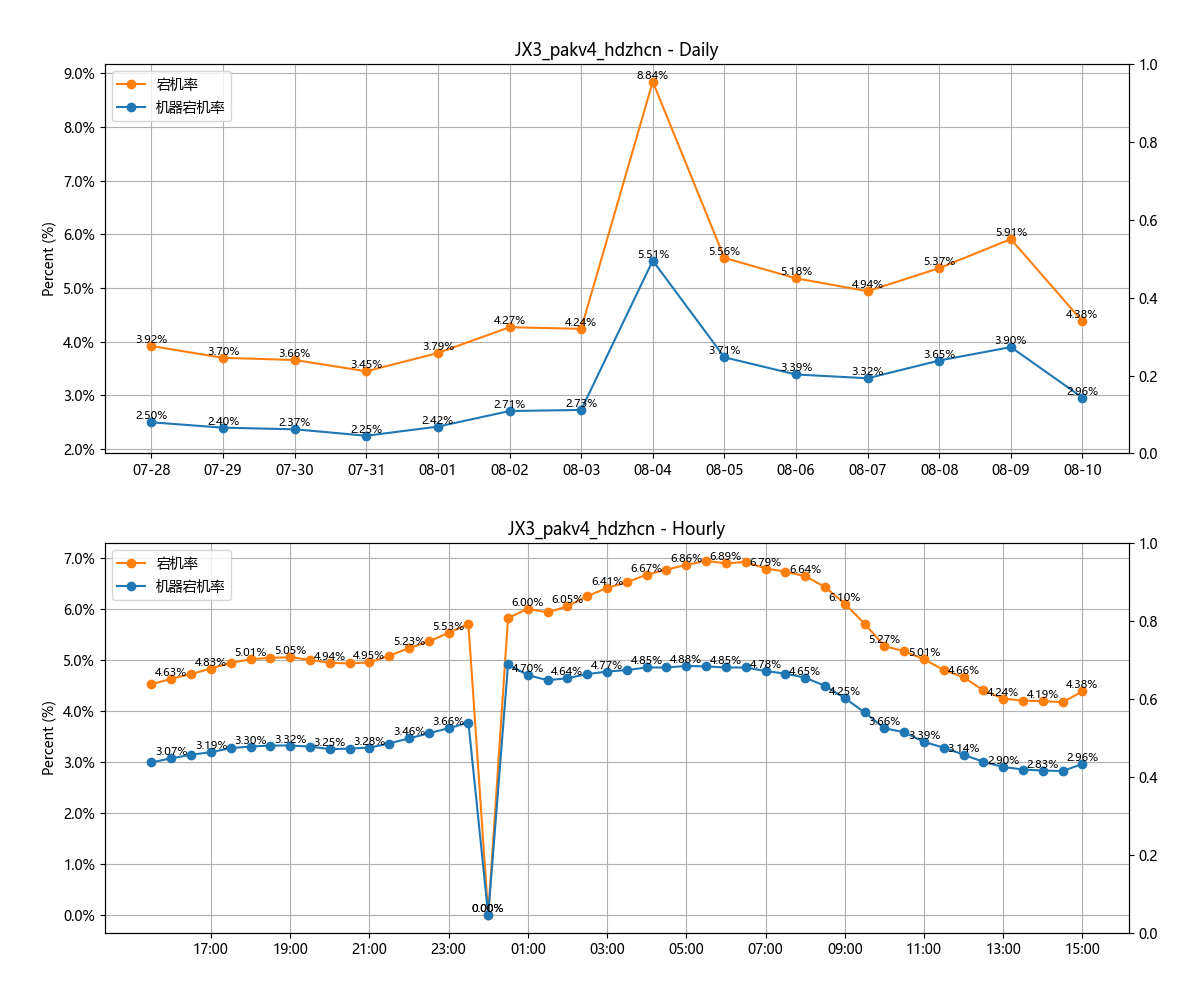 JX3_pakv4_hdzhcn - Daily
宕机率
机器宕机率
Percent (%)
9.0%
8.0%
7.0%
6.0%
5.0%
4.0%
3.0%
2.0%
1.0
0.8
0.6
0.4
0.2
0.0
3.92% 3.70% 3.66% 3.45% 3.79% 4.27% 4.24% 8.84% 5.56% 5.18% 4.94% 5.37% 5.91% 4.38%
2.50% 2.40% 2.37% 2.25% 2.42% 2.71% 2.73% 5.51% 3.71% 3.39% 3.32% 3.65% 3.90% 2.96%
07-28 07-29 07-30 07-31 08-01 08-02 08-03 08-04 08-05 08-06 08-07 08-08 08-09 08-10
JX3_pakv4_hdzhcn - Hourly
宕机率
机器宕机率
Percent (%)
7.0%
6.0%
5.0%
4.0%
3.0%
2.0%
1.0%
0.0%
1.0
0.8
0.6
0.4
0.2
0.0
4.63% 4.83% 5.01% 5.05% 4.94% 4.95% 5.23% 5.53% 0.00% 6.00% 6.05% 6.41% 6.67% 6.86% 6.89% 6.79% 6.64% 6.10% 5.27% 5.01% 4.66% 4.24% 4.19% 4.38%
3.07% 3.19% 3.30% 3.32% 3.25% 3.28% 3.46% 3.66% 0.00% 4.70% 4.64% 4.77% 4.85% 4.88% 4.85% 4.78% 4.65% 4.25% 3.66% 3.39% 3.14% 2.90% 2.83% 2.96%
17:00 19:00 21:00 23:00 01:00 03:00 05:00 07:00 09:00 11:00 13:00 15:00